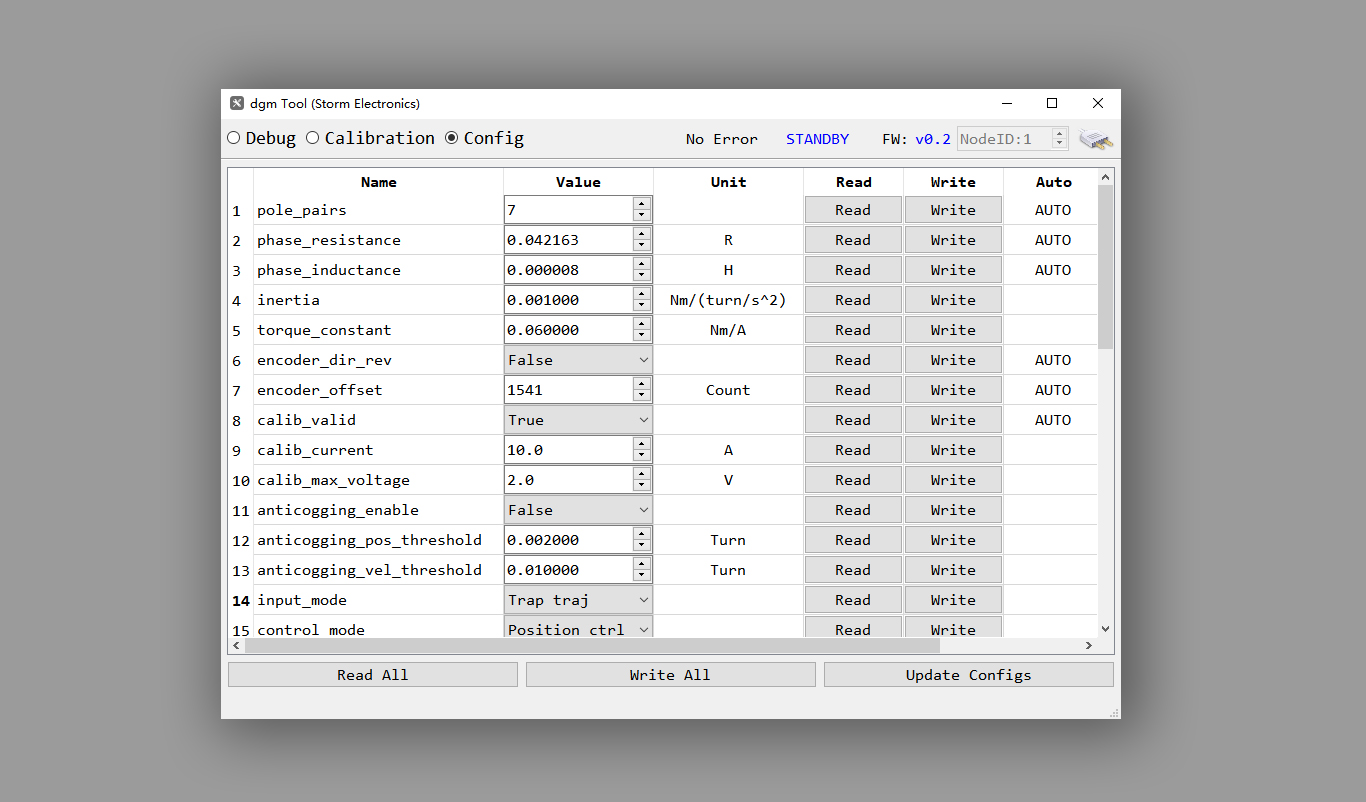 dgm Tool (Storm Electronics)
Debug Calibration Config No Error STANDBY FW: v0.2 NodeID:1
Name Value Unit Read Write Auto
1 pole_pairs 7 Read Write AUTO
2 phase_resistance 0.042163 R Read Write AUTO
3 phase_inductance 0.000008 H Read Write AUTO
4 inertia 0.001000 Nm/(turn/s^2) Read Write
5 torque_constant 0.060000 Nm/A Read Write
6 encoder_dir_rev False Read Write AUTO
7 encoder_offset 1541 Count Read Write AUTO
8 calib_valid True Read Write AUTO
9 calib_current 10.0 A Read Write
10 calib_max_voltage 2.0 V Read Write
11 anticogging_enable False Read Write
12 anticogging_pos_threshold 0.002000 Turn Read Write
13 anticogging_vel_threshold 0.010000 Turn Read Write
14 input_mode Trap traj Read Write
15 control mode Position ctrl Read Write
Read All Write All Update Configs